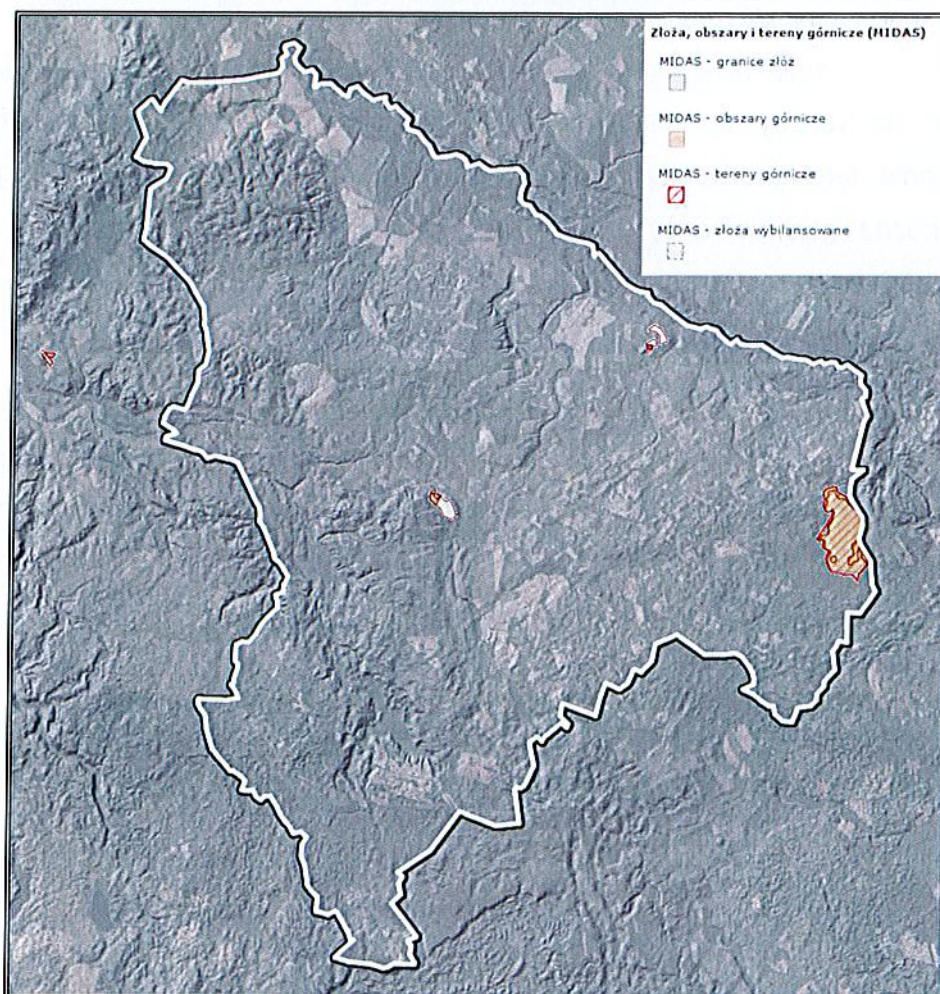 Złoża, obszary i tereny górnicze (MIDAS)
MIDAS - granice złóż
MIDAS - obszary górnicze
MIDAS - tereny górnicze
MIDAS - złoża wybilansowane